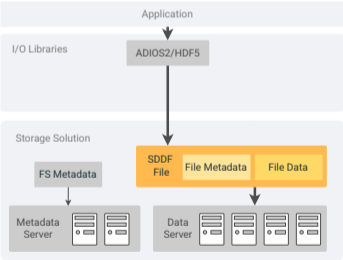 Application
I/O Libraries
ADIOS2/HDF5
Storage Solution
SDDF
File
File Metadata
File Data
FS Metadata
Metadata
Server
Data
Server